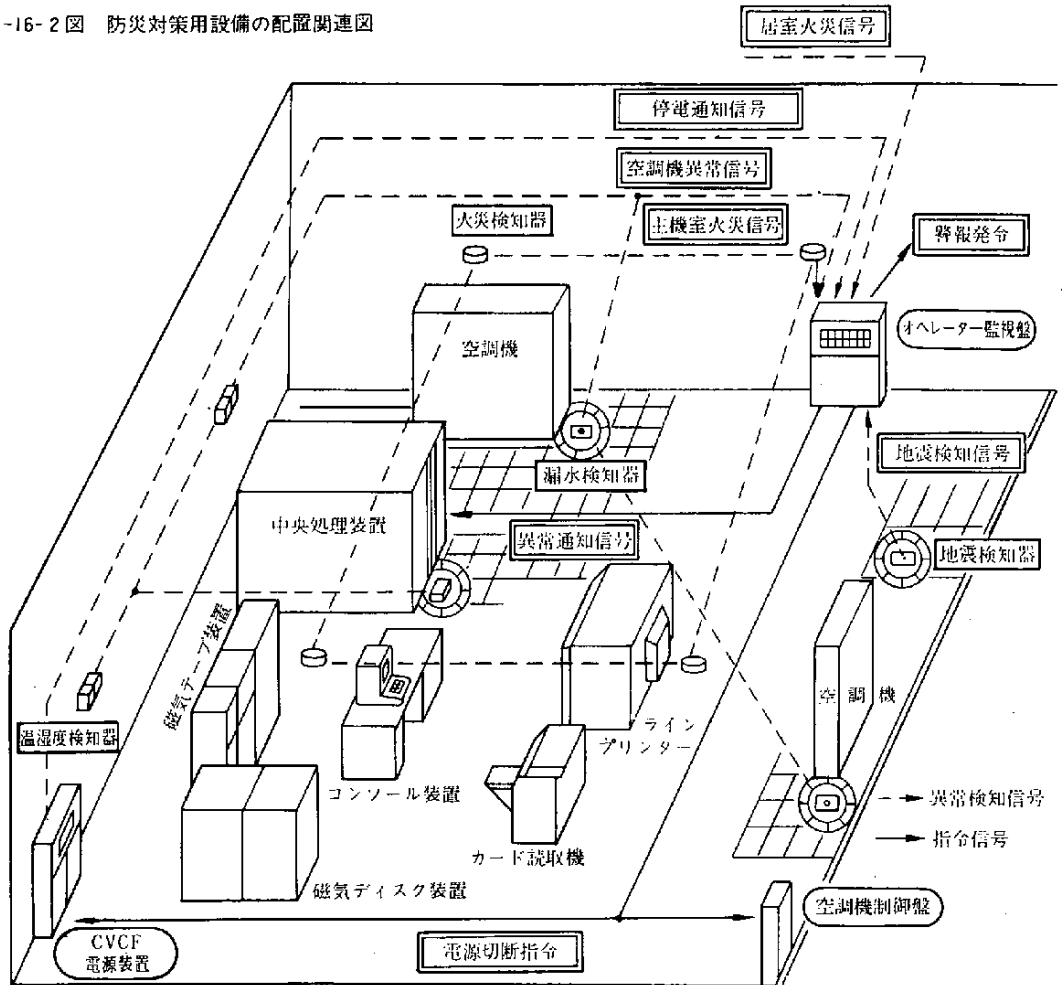 -16-2図 防災対策用設備の配置関連図
居室火災信号
停電通知信号
空調機異常信号
火災検知器
主機室火災信号
警報発令
オペレーター監視盤
空調機
漏水検知器
地震検知信号
中央処理装置
異常通知信号
地震検知器
磁気テープ装置
温湿度検知器
空調機
ライン
プリンター
コンソール装置
異常検知信号
カード読取機
指令信号
磁気ディスク装置
空調機制御盤
CVCF
電源装置
電源切断指令